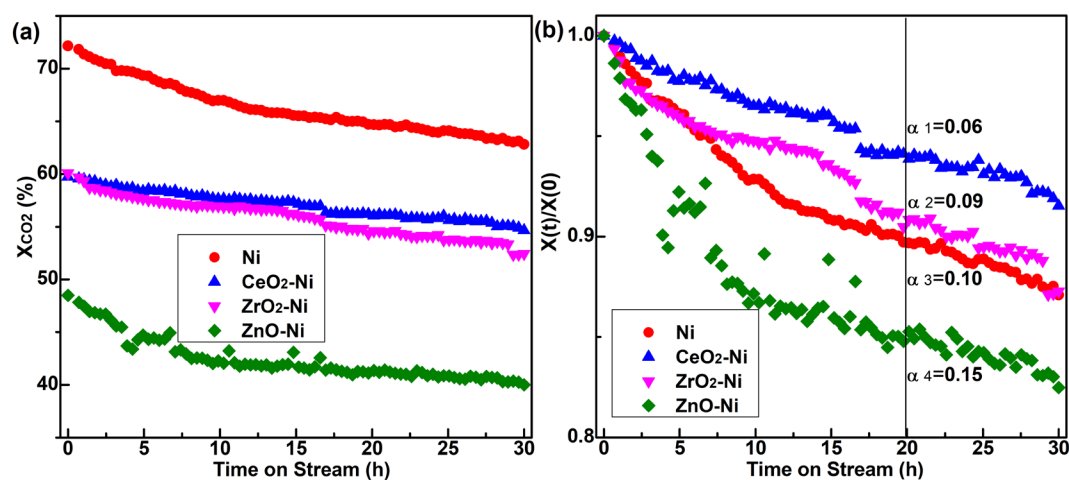 (a)
70
60
50
40
XCO2 (%)
Ni
CeO2-Ni
ZrO2-Ni
ZnO-Ni
0 5 10 15 20 25 30
Time on Stream (h)
(b)
1.0
0.9
0.8
X(t)/X(0)
α 1=0.06
α 2=0.09
α 3=0.10
α 4=0.15
Ni
CeO2-Ni
ZrO2-Ni
ZnO-Ni
0 5 10 15 20 25 30
Time on Stream (h)